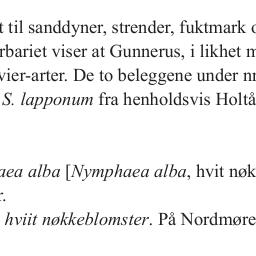 til sanddyner, strender, fuktmark
rbariet viser at Gunnerus, i likhet
vier-arter. De to beleggene under
S. lapponum fra henholdsvis Holtå
aea alba [Nymphaea alba, hvit nøk
r.
hviit nøkkeblomster. På Nordmøre